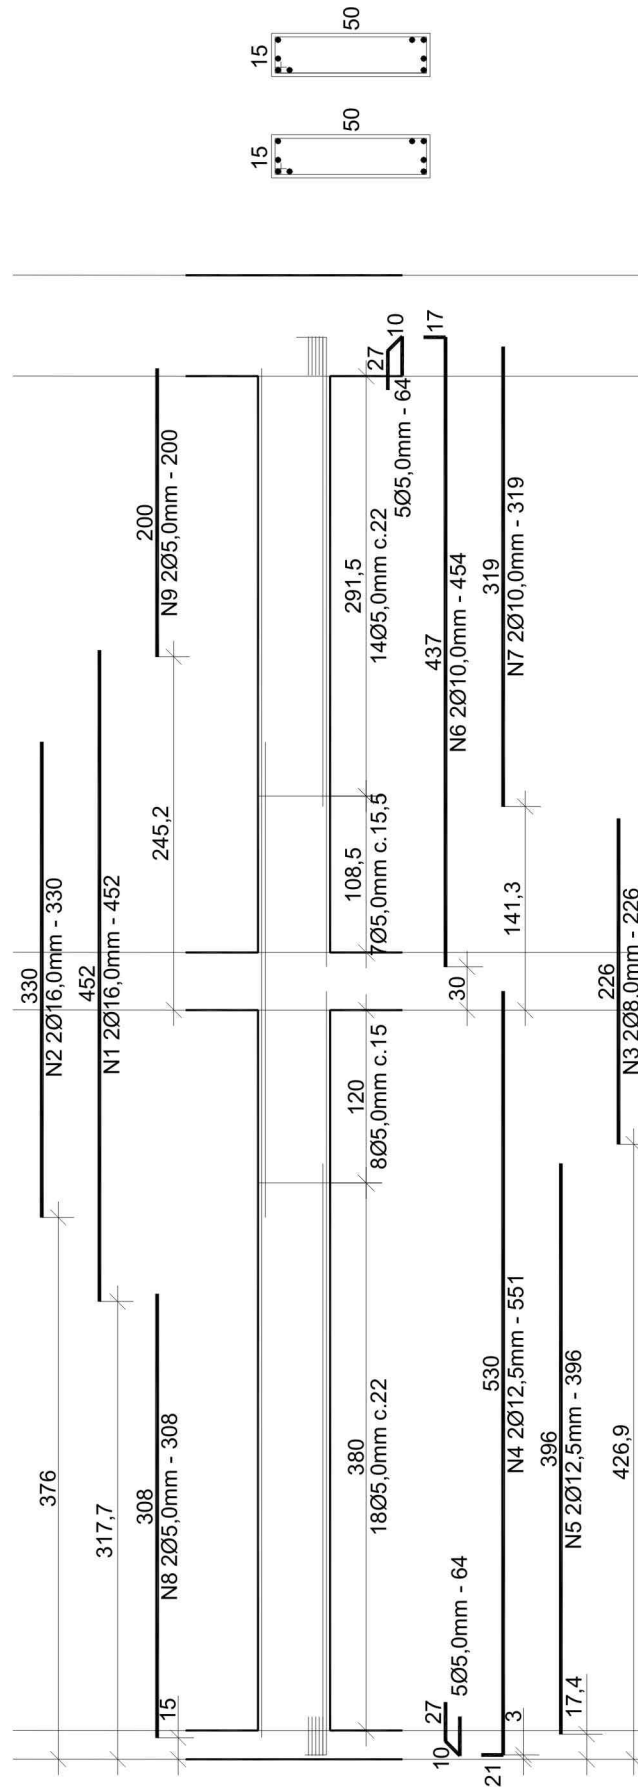 330
N2 2Ø16,0mm - 330
376
452
N1 2Ø16,0mm - 452
317,7
308
N8 2Ø5,0mm - 308
15
245,2
200
N9 2Ø5,0mm - 200
15
50
15
50
380
18Ø5,0mm c.22
120
8Ø5,0mm c.15
108,5
7Ø5,0mm c.15,5
291,5
14Ø5,0mm c.22
27
10
5Ø5,0mm - 64
27
10
5Ø5,0mm - 64
437
N6 2Ø10,0mm - 454
17
30
530
N4 2Ø12,5mm - 551
21
3
319
N7 2Ø10,0mm - 319
141,3
396
N5 2Ø12,5mm - 396
17,4
226
N3 2Ø8,0mm - 226
426,9